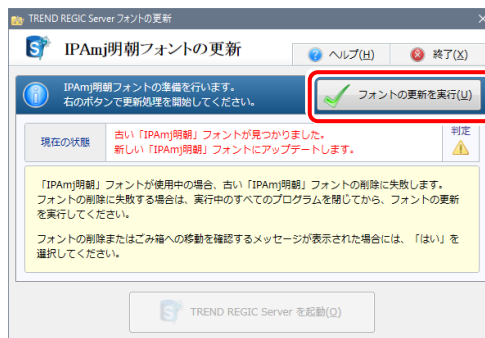 TREND REGIC Server フォントの更新
IPAmj明朝フォントの更新
ヘルプ(H)
終了(X)
IPAmj明朝フォントの準備を行います。
右のボタンで更新処理を開始してください。
フォントの更新を実行(U)
現在の状態
古い「IPAmj明朝」フォントが見つかりました。
新しい「IPAmj明朝」フォントにアップデートします。
判定
「IPAmj明朝」フォントが使用中の場合、古い「IPAmj明朝」フォントの削除に失敗します。
フォントの削除に失敗する場合は、実行中のすべてのプログラムを閉じてから、フォントの更新
を実行してください。
フォントの削除またはごみ箱への移動を確認するメッセージが表示された場合には、「はい」を
選択してください。
TREND REGIC Server を起動(O)